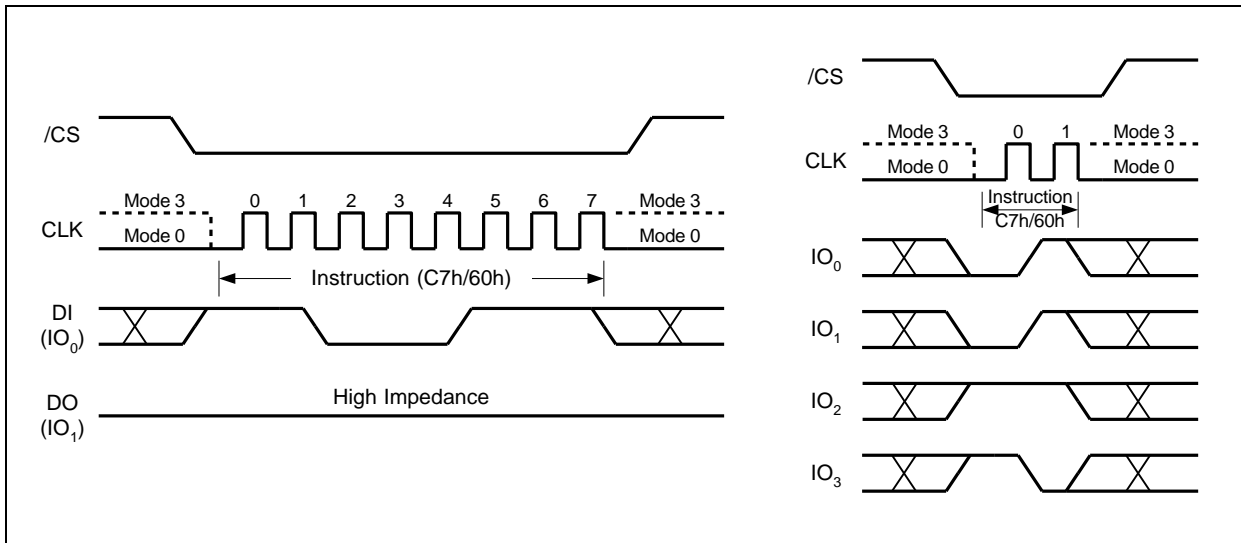 /CS
Mode 3
0 1 2 3 4 5 6 7
Mode 3
CLK
Mode 0
Mode 0
Instruction (C7h/60h)
DI
(IO0)
High Impedance
DO
(IO1)
/CS
Mode 3
0 1
Mode 3
CLK
Mode 0
Mode 0
Instruction
C7h/60h
IO0
IO1
IO2
IO3